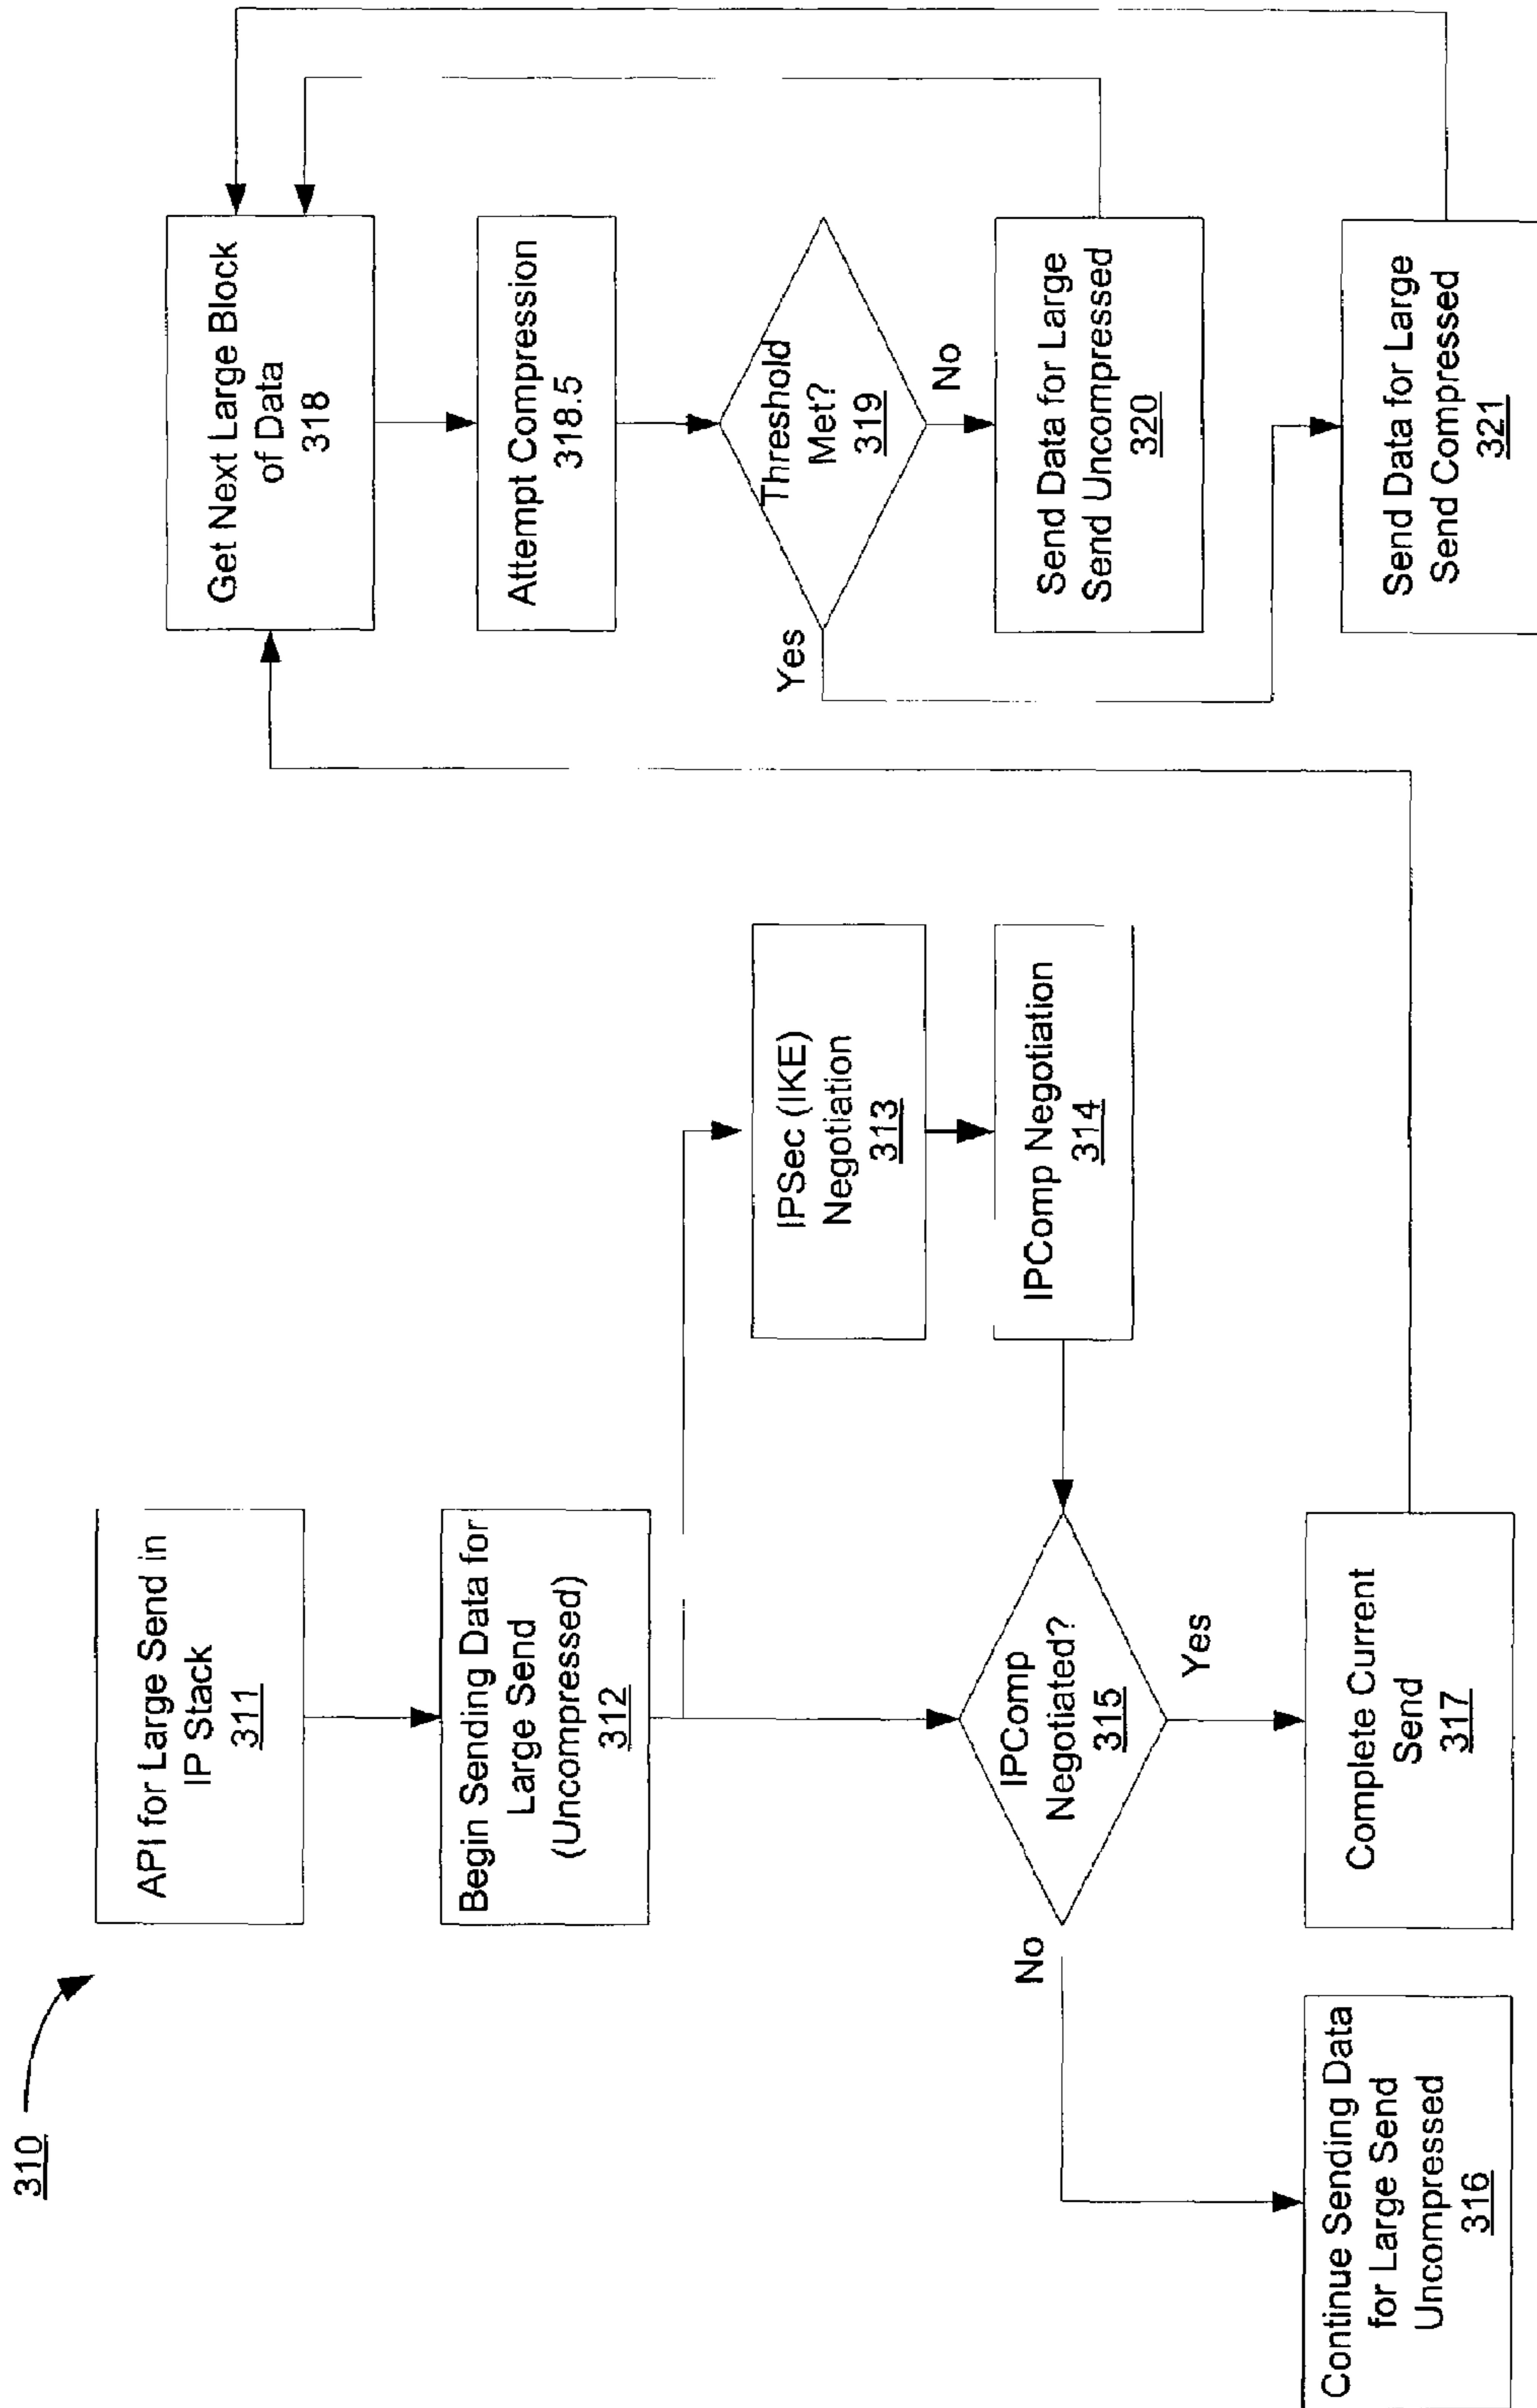 310
API for Large Send in
IP Stack
311
Begin Sending Data for
Large Send
(Uncompressed)
312
IPSec (IKE)
Negotiation
313
IPComp Negotiation
314
IPComp
Negotiated?
315
No
Yes
Continue Sending Data
for Large Send
Uncompressed
316
Complete Current
Send
317
Get Next Large Block
of Data
318
Attempt Compression
318.5
Threshold
Met?
319
Yes
No
Send Data for Large
Send Uncompressed
320
Send Data for Large
Send Compressed
321